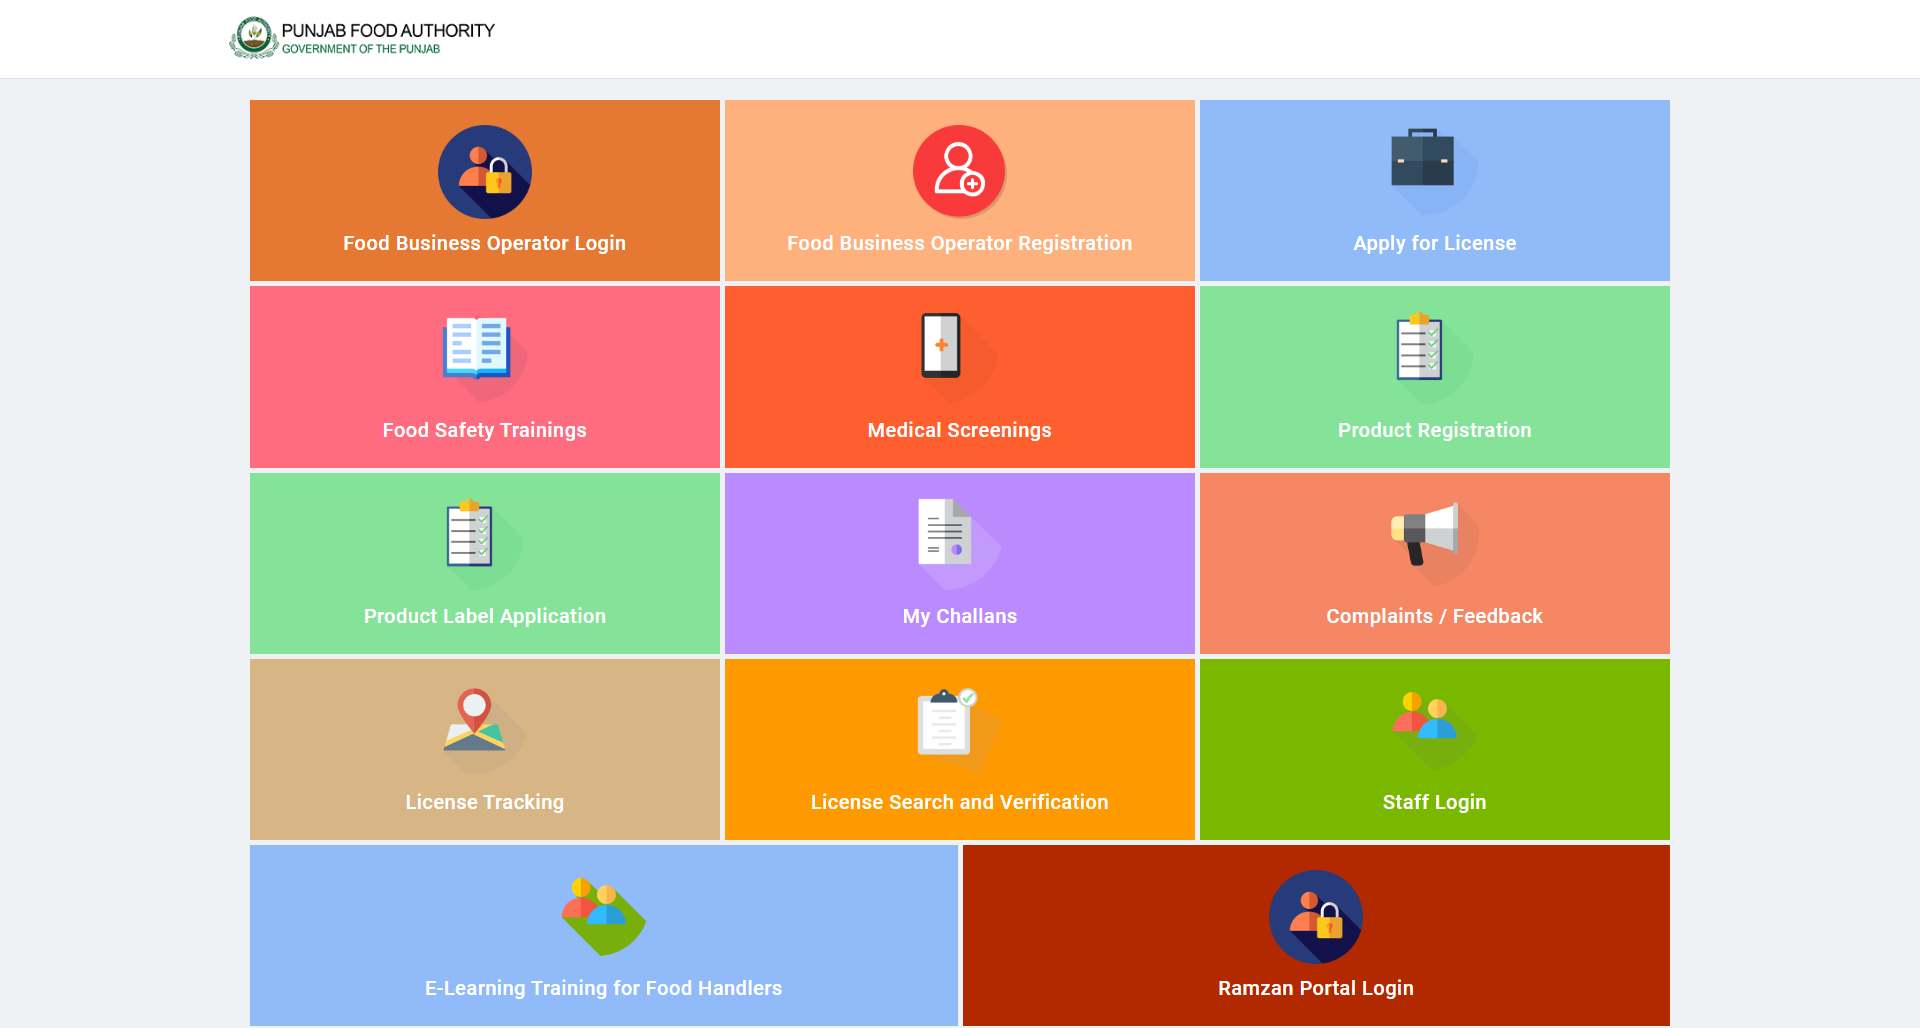 PUNJAB FOOD AUTHORITY
GOVERNMENT OF THE PUNJAB
Food Business Operator Login
Food Business Operator Registration
Apply for License
Food Safety Trainings
Medical Screenings
Product Registration
Product Label Application
My Challans
Complaints / Feedback
License Tracking
License Search and Verification
Staff Login
E-Learning Training for Food Handlers
Ramzan Portal Login